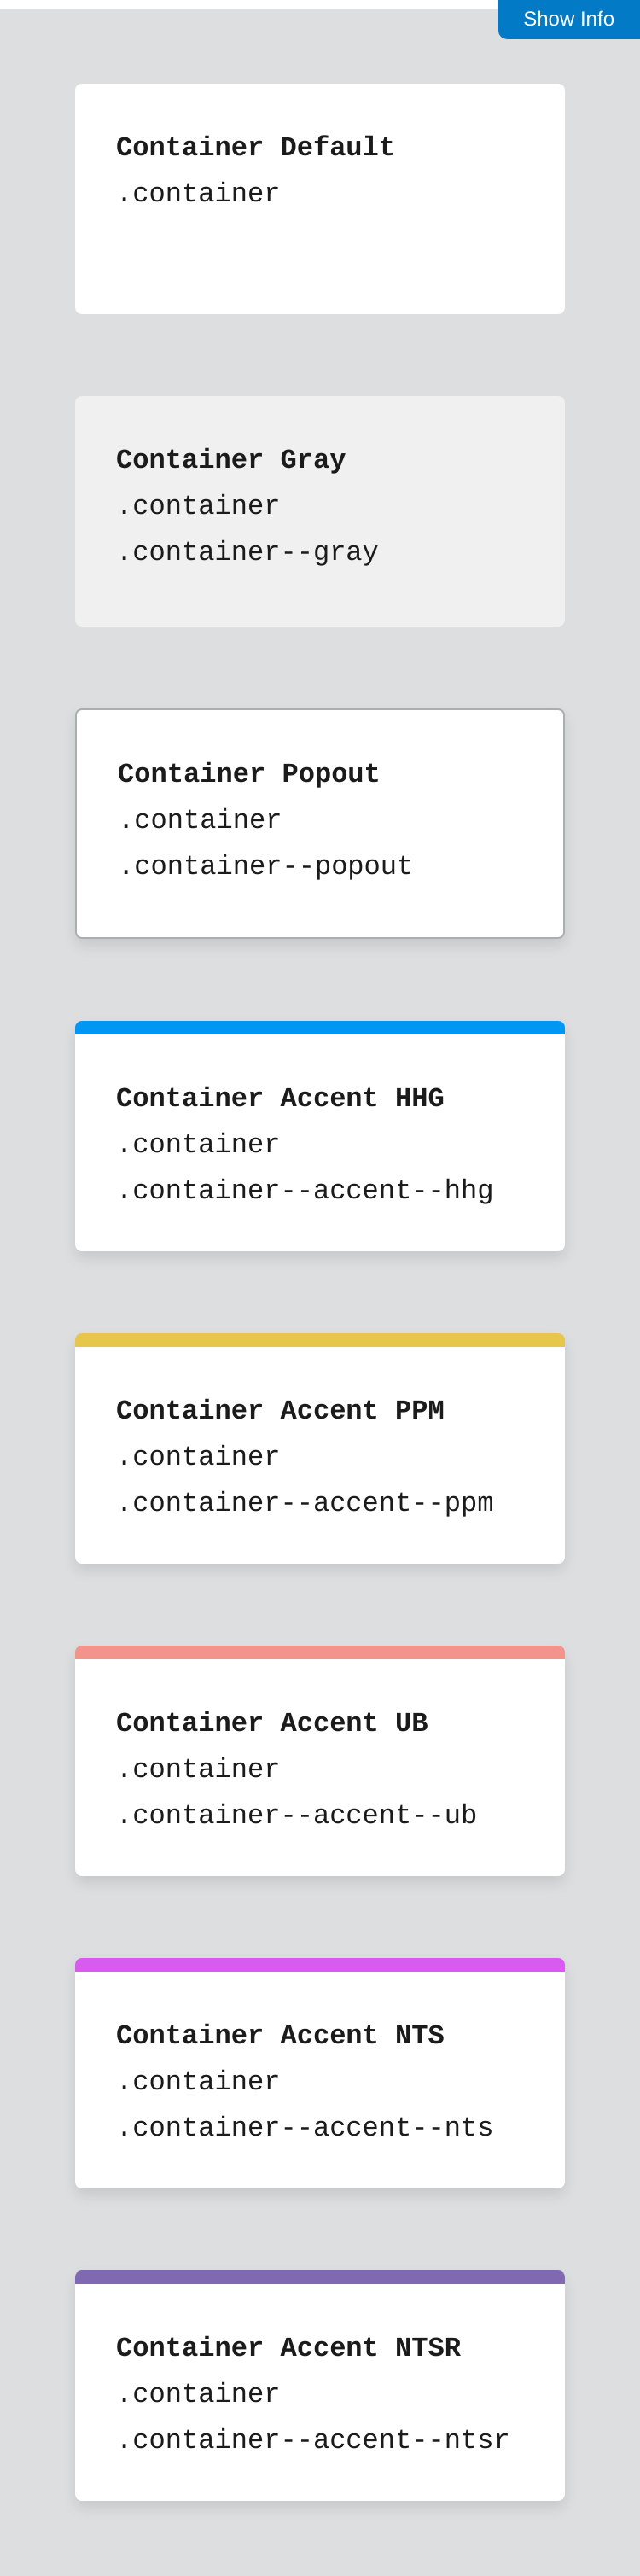 Show Info
Container Default
.container
Container Gray
.container
.container--gray
Container Popout
.container
.container--popout
Container Accent HHG
.container
.container--accent--hhg
Container Accent PPM
.container
.container--accent--ppm
Container Accent UB
.container
.container--accent--ub
Container Accent NTS
.container
.container--accent--nts
Container Accent NTSR
.container
.container--accent--ntsr